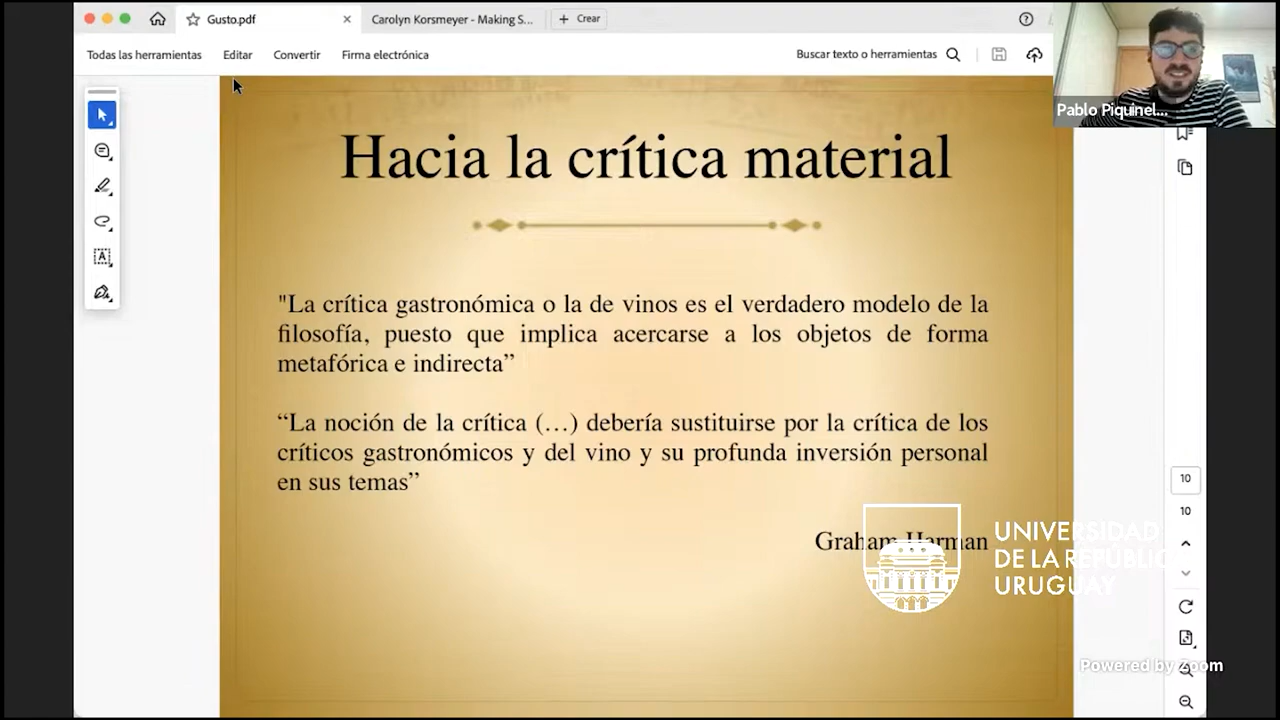 Gusto.pdf
Carolyn Korsmeyer - Making S...
+ Crear
Todas las herramientas
Editar
Convertir
Firma electrónica
Buscar texto o herramientas
Pablo Piquinel...
Hacia la crítica material
"La crítica gastronómica o la de vinos es el verdadero modelo de la
filosofía, puesto que implica acercarse a los objetos de forma
metafórica e indirecta”
“La noción de la crítica (…) debería sustituirse por la crítica de los
críticos gastronómicos y del vino y su profunda inversión personal
en sus temas”
Graham Harman
10
10
UNIVERSIDAD
DE LA REPÚBLICA
URUGUAY
Powered by Zoom